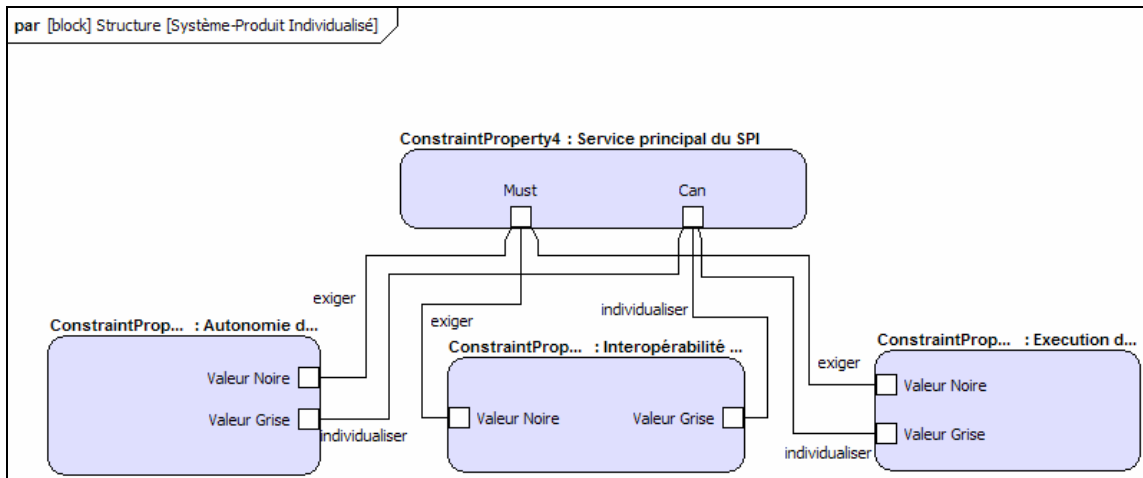 par [block] Structure [Système-Produit Individualisé]
ConstraintProperty4 : Service principal du SPI
Must Can
exiger
individualiser
exiger
ConstraintProp... : Autonomie d...
ConstraintProp... : Interopérabilité ...
ConstraintProp... : Execution d...
exiger
Valeur Noire
Valeur Grise
individualiser
Valeur Noire Valeur Grise
Valeur Noire
Valeur Grise
individualiser